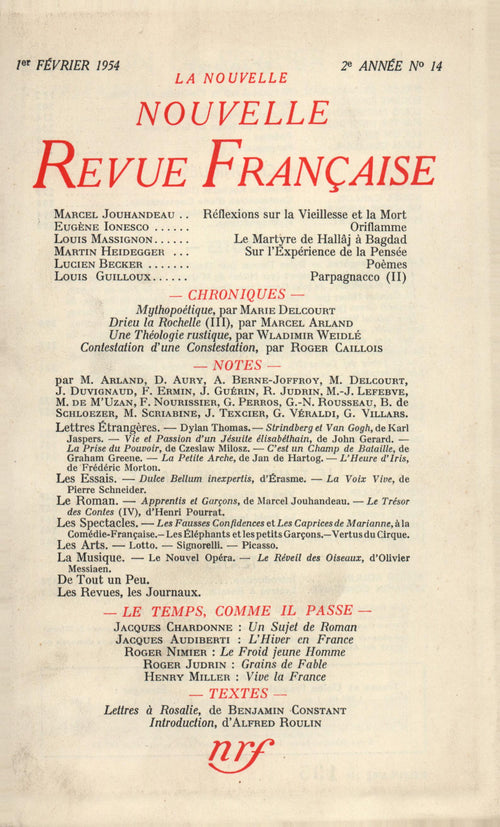 1er FÉVRIER 1954 2e ANNÉE No 14
LA NOUVELLE
NOUVELLE
REVUE FRANÇAISE
MARCEL JOUHANDEAU . . Réflexions sur la Vieillesse et la Mort
EUGÈNE IONESCO . . . . . . Oriflamme
LOUIS MASSIGNON. . . . . . Le Martyre de Hallâj à Bagdad
MARTIN HEIDEGGER . . . Sur l'Expérience de la Pensée
LUCIEN BECKER . . . . . . . Poèmes
LOUIS GUILLOUX. . . . . . Parpagnacco (II)
— CHRONIQUES —
Mythopoétique, par MARIE DELCOURT
Drieu la Rochelle (III), par MARCEL ARLAND
Une Théologie rustique, par WLADIMIR WEIDLÉ
Contestation d'une Constestation, par ROGER CAILLOIS
— NOTES —
par M. ARLAND, D. AURY, A. BERNE-JOFFROY, M. DELCOURT,
J. DUVIGNAUD, F. ERMIN, J. GUÉRIN, R. JUDRIN, M.-J. LEFEBVE,
M. DE M'UZAN, F. NOURISSIER, G. PERROS, G.-N. ROUSSEAU, B. de
SCHLOEZER, M. SCRIABINE, J. TEXCIER, G. VÉRALDI, G. VILLARS.
Lettres Étrangères. — Dylan Thomas. — Strindberg et Van Gogh, de Karl
Jaspers. — Vie et Passion d'un Jésuite élisabéthain, de John Gerard. —
La Prise du Pouvoir, de Czeslaw Milosz. — C'est un Champ de Bataille, de
Graham Greene. — La Petite Arche, de Jan de Hartog. — L'Heure d'Iris,
de Frédéric Morton.
Les Essais. — Dulce Bellum inexpertis, d'Érasme. — La Voix Vive, de
Pierre Schneider.
Le Roman. — Apprentis et Garçons, de Marcel Jouhandeau. — Le Trésor
des Contes (IV), d'Henri Pourrat.
Les Spectacles. — Les Fausses Confidences et Les Caprices de Marianne, à la
Comédie-Française.— Les Éléphants et les petits Garçons.— Vertus du Cirque.
Les Arts. — Lotto. — Signorelli. — Picasso.
La Musique. — Le Nouvel Opéra. — Le Réveil des Oiseaux, d'Olivier
Messiaen.
De Tout un Peu.
Les Revues, les Journaux.
— LE TEMPS, COMME IL PASSE —
JACQUES CHARDONNE : Un Sujet de Roman
JACQUES AUDIBERTI : L'Hiver en France
ROGER NIMIER : Le Froid jeune Homme
ROGER JUDRIN : Grains de Fable
HENRY MILLER : Vive la France
— TEXTES —
Lettres à Rosalie, de BENJAMIN CONSTANT
Introduction, d'ALFRED ROULIN
nrf